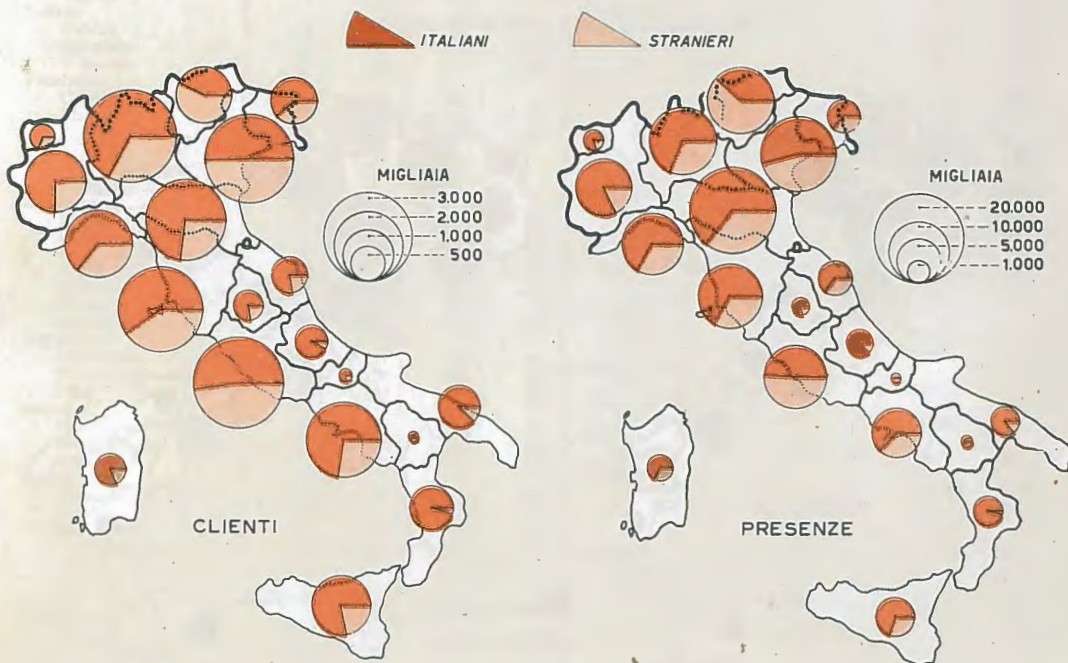 ITALIANI
STRANIERI
MIGLIAIA
3.000
2.000
1.000
500
CLIENTI
MIGLIAIA
20.000
10.000
5.000
1.000
PRESENZE